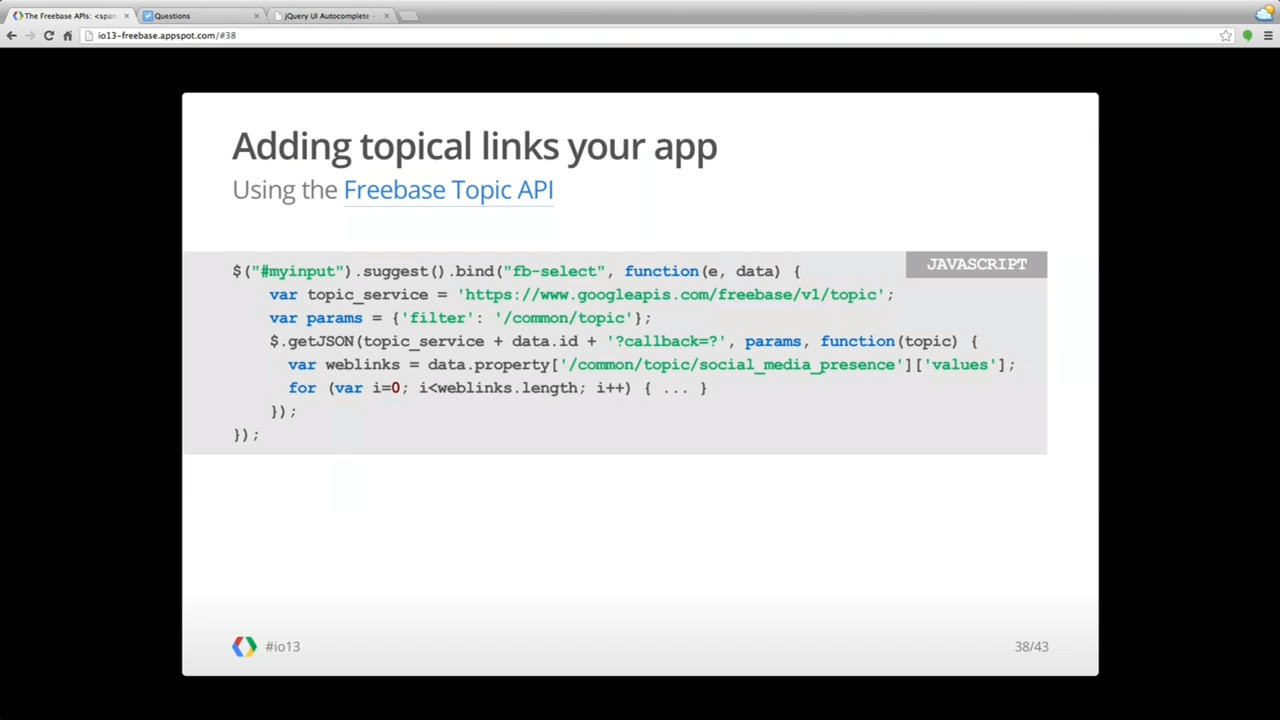 The Freebase APIs: <span
Questions
jQuery UI Autocomplete -
io13-freebase.appspot.com/#38
Adding topical links your app
Using the Freebase Topic API
JAVASCRIPT
$("#myinput").suggest().bind("fb-select", function(e, data) {
var topic_service = 'https://www.googleapis.com/freebase/v1/topic';
var params = {'filter': '/common/topic'};
$.getJSON(topic_service + data.id + '?callback=?', params, function(topic) {
var weblinks = data.property['/common/topic/social_media_presence']['values'];
for (var i=0; i<weblinks.length; i++) { ... }
});
});
#io13
38/43